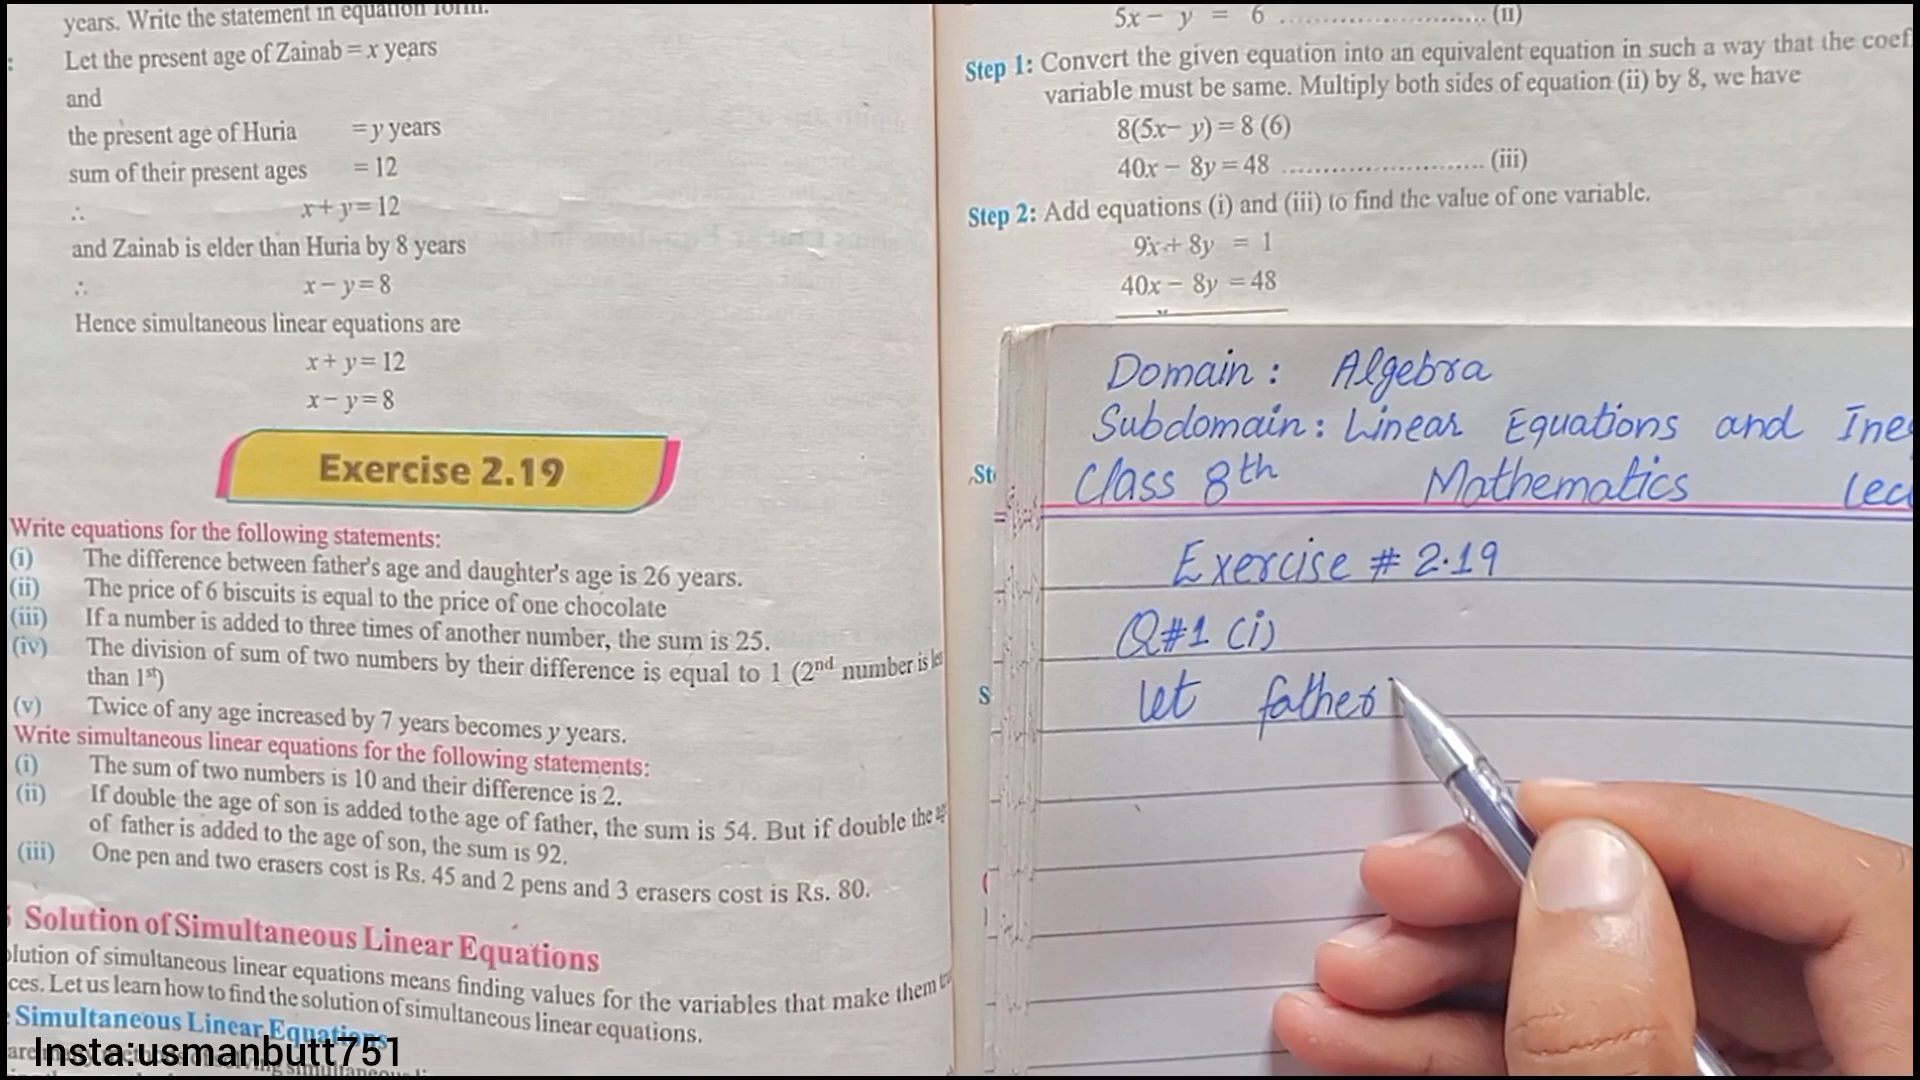 years. Write the statement in equation form.
Let the present age of Zainab = x years
and
the present age of Huria = y years
sum of their present ages = 12
∴ x + y = 12
and Zainab is elder than Huria by 8 years
∴ x − y = 8
Hence simultaneous linear equations are
x + y = 12
x − y = 8
Exercise 2.19
Write equations for the following statements:
(i) The difference between father's age and daughter's age is 26 years.
(ii) The price of 6 biscuits is equal to the price of one chocolate
(iii) If a number is added to three times of another number, the sum is 25.
(iv) The division of sum of two numbers by their difference is equal to 1 (2nd number is
than 1st)
(v) Twice of any age increased by 7 years becomes y years.
Write simultaneous linear equations for the following statements:
(i) The sum of two numbers is 10 and their difference is 2.
(ii) If double the age of son is added to the age of father, the sum is 54. But if double the
of father is added to the age of son, the sum is 92.
(iii) One pen and two erasers cost is Rs. 45 and 2 pens and 3 erasers cost is Rs. 80.
Solution of Simultaneous Linear Equations
olution of simultaneous linear equations means finding values for the variables that make them
ces. Let us learn how to find the solution of simultaneous linear equations.
Simultaneous Linear Equations
Insta:usmanbutt751
5x − y = 6 ........................ (ii)
Step 1: Convert the given equation into an equivalent equation in such a way that the coef
variable must be same. Multiply both sides of equation (ii) by 8, we have
8(5x− y) = 8 (6)
40x − 8y = 48 ........................ (iii)
Step 2: Add equations (i) and (iii) to find the value of one variable.
9x + 8y = 1
40x − 8y = 48
Domain: Algebra
Subdomain: Linear Equations and Ine
Class 8th Mathematics Lec
Exercise # 2.19
Q#1 (i)
let father'